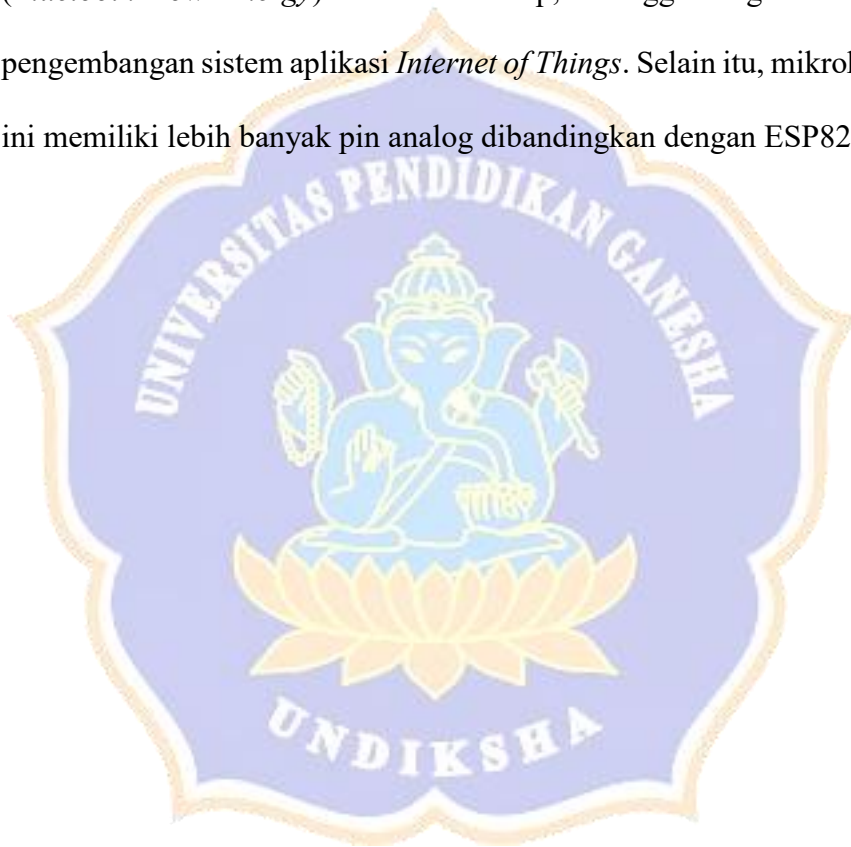 pengembangan sistem aplikasi Internet of Things. Selain itu, mikrol
ini memiliki lebih banyak pin analog dibandingkan dengan ESP82
UNIVERSITAS PENDIDIKAN GANESHA
UNDIKSHA